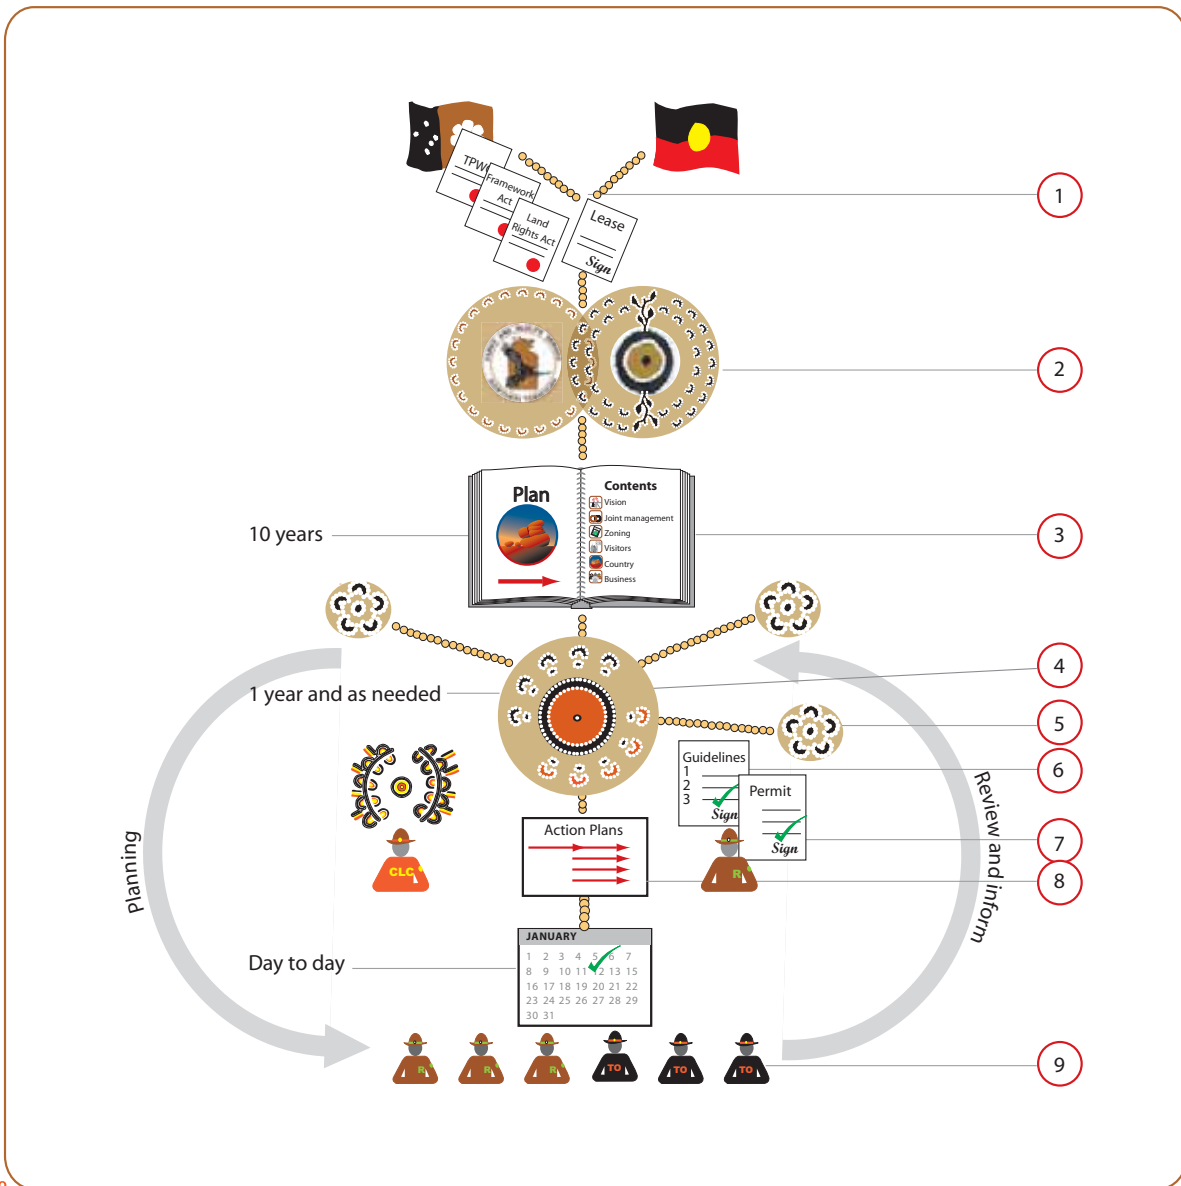 TPWC
Framework
Act
Land
Rights Act
Lease
Sign
1
2
Plan
Contents
Vision
Joint management
Zoning
Visitors
Country
Business
10 years
3
4
1 year and as needed
5
Guidelines
1
2
3
Sign
6
Permit
Sign
7
Action Plans
8
CLC
R
Planning
Review and inform
JANUARY
1 2 3 4 5 6 7
8 9 10 11 12 13 15
16 17 18 19 20 21 22
23 24 25 26 27 28 29
30 31
Day to day
R R R TO TO TO
9